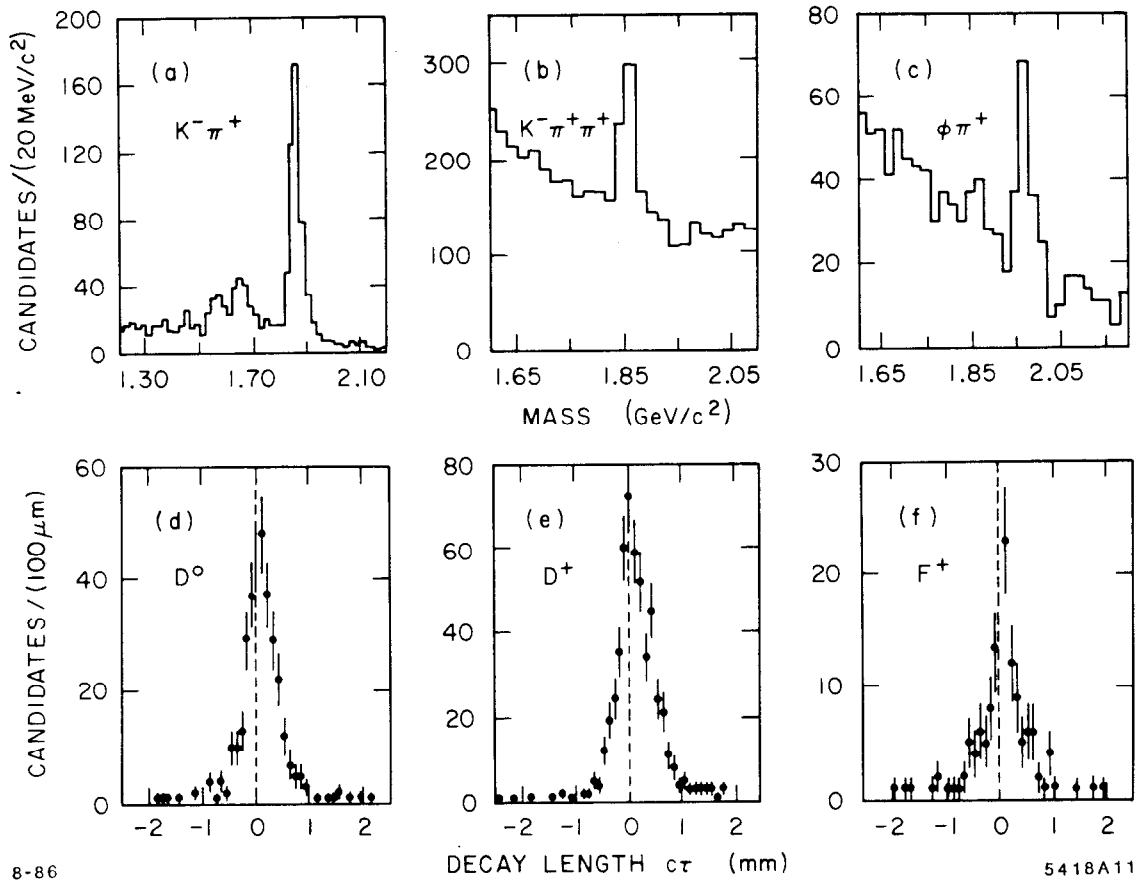 CANDIDATES/(20 MeV/c²)
200
160
120
80
40
0
(a)
K⁻π⁺
1.30 1.70 2.10
300
200
100
0
(b)
K⁻π⁺π⁺
1.65 1.85 2.05
80
60
40
20
0
(c)
φπ⁺
1.65 1.85 2.05
MASS (GeV/c²)
CANDIDATES/(100μm)
60
40
20
0
(d)
D°
-2 -1 0 1 2
80
60
40
20
0
(e)
D⁺
-2 -1 0 1 2
30
20
10
0
(f)
F⁺
-2 -1 0 1 2
DECAY LENGTH cτ (mm)
8-86
5418A11